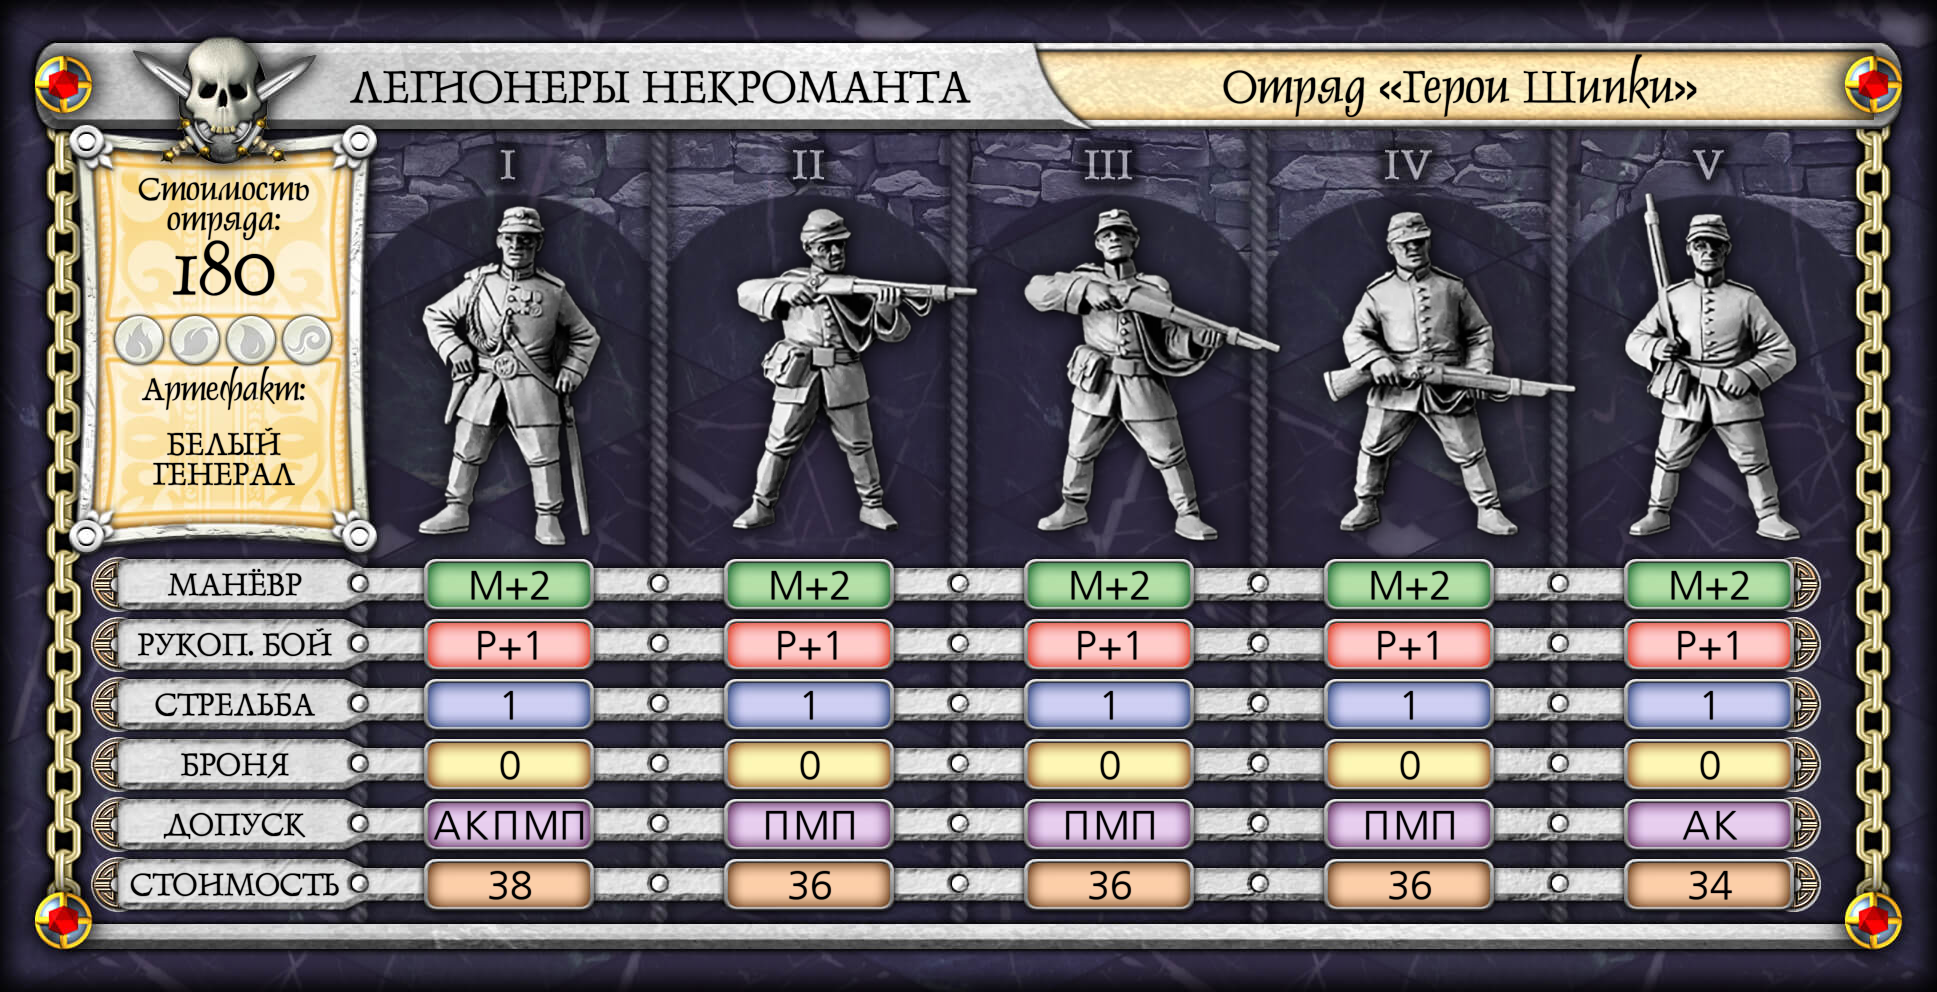 ЛЕГИОНЕРЫ НЕКРОМАНТА
Отряд «Герои Шипки»
Стоимость
отряда:
180
Артефакт:
БЕЛЫЙ
ГЕНЕРАЛ
I II III IV V
МАНЁВР M+2 M+2 M+2 M+2 M+2
РУКОП. БОЙ P+1 P+1 P+1 P+1 P+1
СТРЕЛЬБА 1 1 1 1 1
БРОНЯ 0 0 0 0 0
ДОПУСК АКПМП ПМП ПМП ПМП АК
СТОИМОСТЬ 38 36 36 36 34